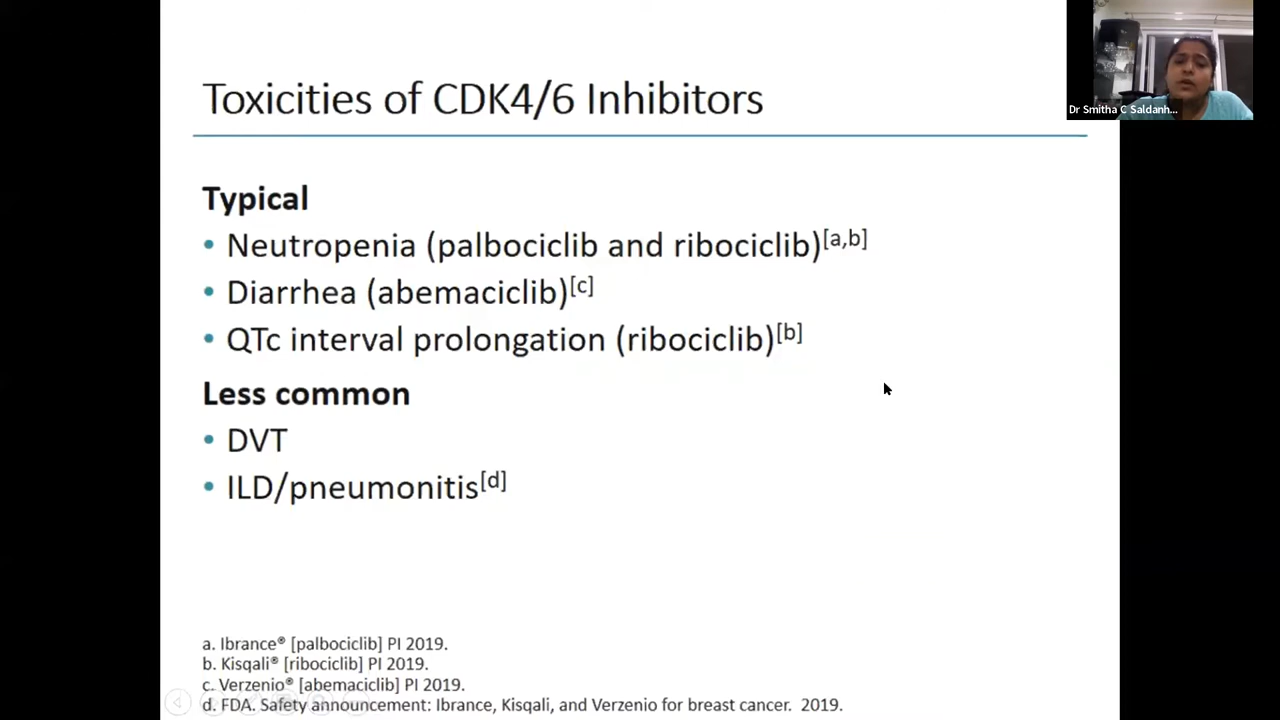 Toxicities of CDK4/6 Inhibitors
Dr Smitha C Saldanh...
Typical
• Neutropenia (palbociclib and ribociclib)[a,b]
• Diarrhea (abemaciclib)[c]
• QTc interval prolongation (ribociclib)[b]
Less common
• DVT
• ILD/pneumonitis[d]
a. Ibrance® [palbociclib] PI 2019.
b. Kisqali® [ribociclib] PI 2019.
c. Verzenio® [abemaciclib] PI 2019.
d. FDA. Safety announcement: Ibrance, Kisqali, and Verzenio for breast cancer. 2019.